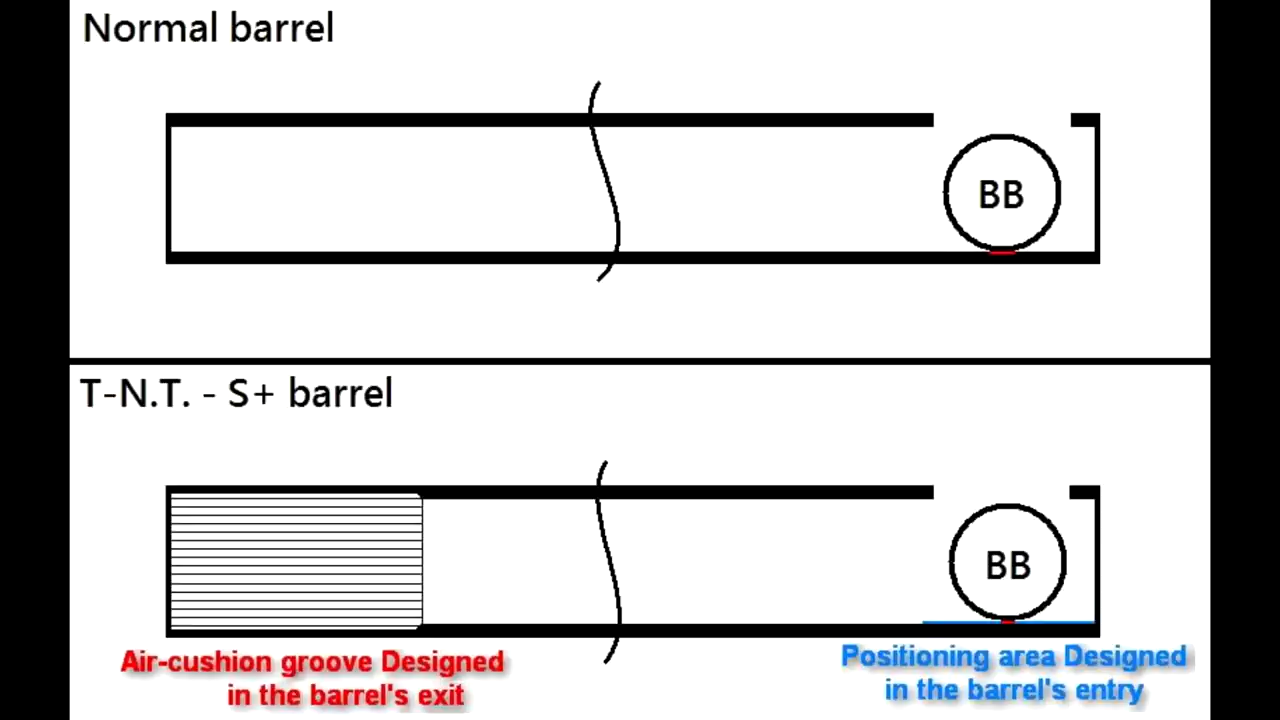 Normal barrel
BB
T-N.T. - S+ barrel
BB
Air-cushion groove Designed
in the barrel's exit
Positioning area Designed
in the barrel's entry